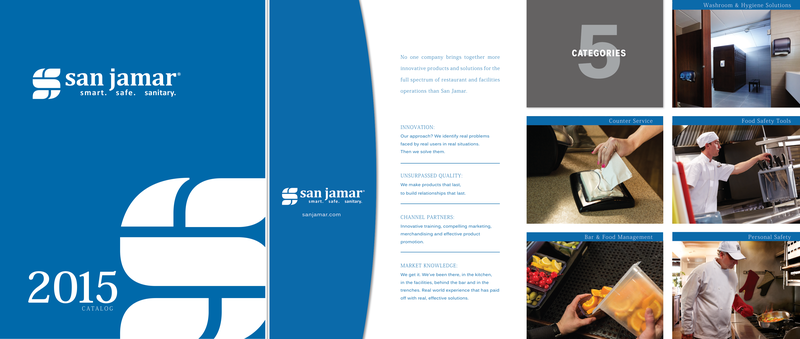 san jamar®
smart. safe. sanitary.
2015
CATALOG
san jamar®
smart. safe. sanitary.
sanjamar.com
No one company brings together more
innovative products and solutions for the
full spectrum of restaurant and facilities
operations than San Jamar.
INNOVATION:
Our approach? We identify real problems
faced by real users in real situations.
Then we solve them.
UNSURPASSED QUALITY:
We make products that last,
to build relationships that last.
CHANNEL PARTNERS:
Innovative training, compelling marketing,
merchandising and effective product
promotion.
MARKET KNOWLEDGE:
We get it. We've been there, in the kitchen,
in the facilities, behind the bar and in the
trenches. Real world experience that has paid
off with real, effective solutions.
5
CATEGORIES
Washroom & Hygiene Solutions
Counter Service
Food Safety Tools
Bar & Food Management
Personal Safety